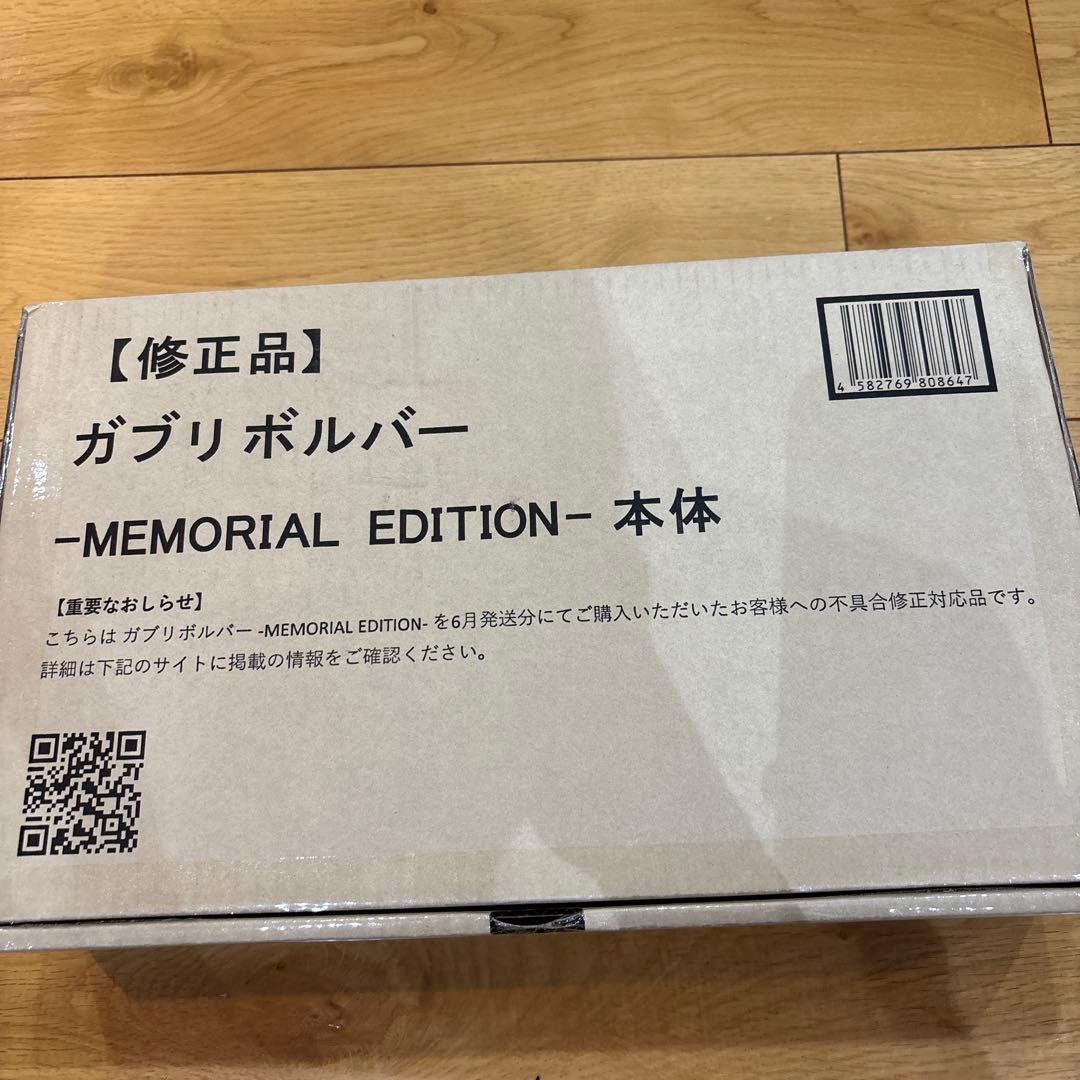 【修正品】
4 582769 808647
ガブリボルバー
-MEMORIAL EDITION- 本体
【重要なおしらせ】
こちらは ガブリボルバー -MEMORIAL EDITION- を6月発送分にてご購入いただいたお客様への不具合修正対応品です。
詳細は下記のサイトに掲載の情報をご確認ください。